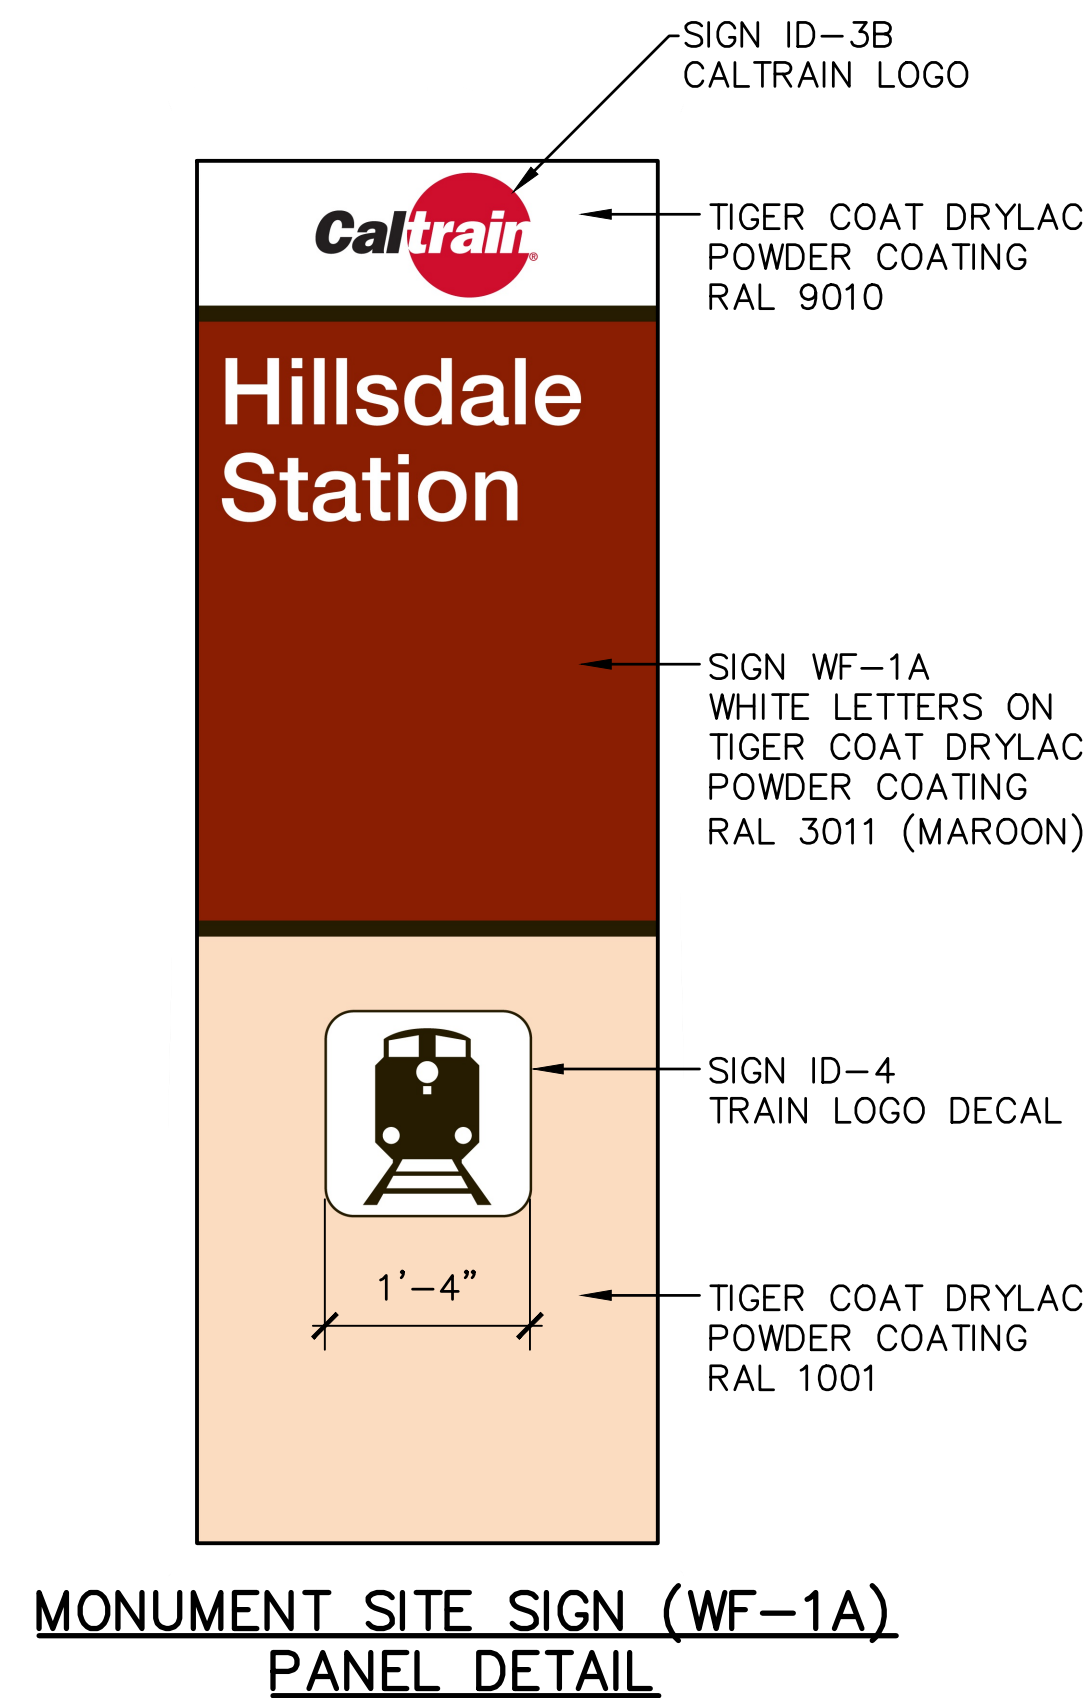 SIGN ID-3B
CALTRAIN LOGO
Caltrain®
TIGER COAT DRYLAC
POWDER COATING
RAL 9010
Hillsdale
Station
SIGN WF-1A
WHITE LETTERS ON
TIGER COAT DRYLAC
POWDER COATING
RAL 3011 (MAROON)
SIGN ID-4
TRAIN LOGO DECAL
1'-4"
TIGER COAT DRYLAC
POWDER COATING
RAL 1001
MONUMENT SITE SIGN (WF-1A)
PANEL DETAIL